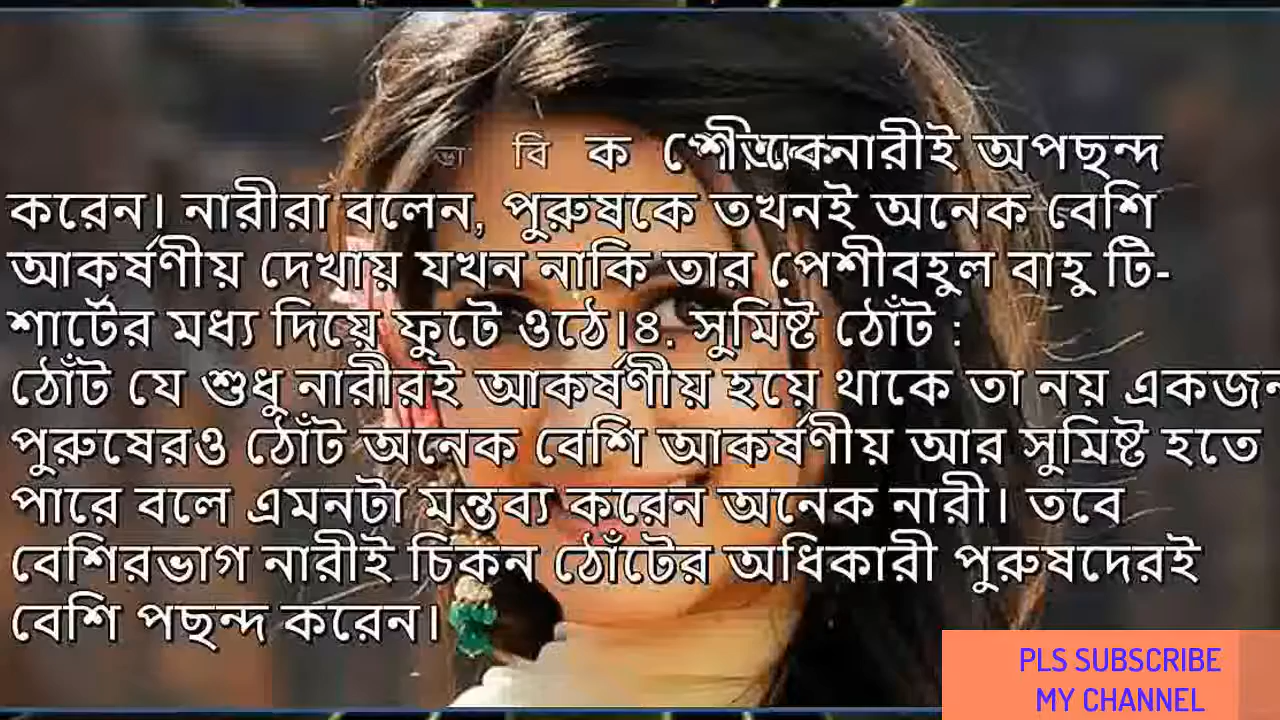 নারীই অপছন্দ
করেন। নারীরা বলেন, পুরুষকে তখনই অনেক বেশি
আকর্ষণীয় দেখায় যখন নাকি তার পেশীবহুল বাহু টি-
শার্টের মধ্য দিয়ে ফুটে ওঠে।৪. সুমিষ্ট ঠোঁট :
ঠোঁট যে শুধু নারীরই আকর্ষণীয় হয়ে থাকে তা নয় একজন
পুরুষেরও ঠোঁট অনেক বেশি আকর্ষণীয় আর সুমিষ্ট হতে
পারে বলে এমনটা মন্তব্য করেন অনেক নারী। তবে
বেশিরভাগ নারীই চিকন ঠোঁটের অধিকারী পুরুষদেরই
বেশি পছন্দ করেন।
PLS SUBSCRIBE
MY CHANNEL